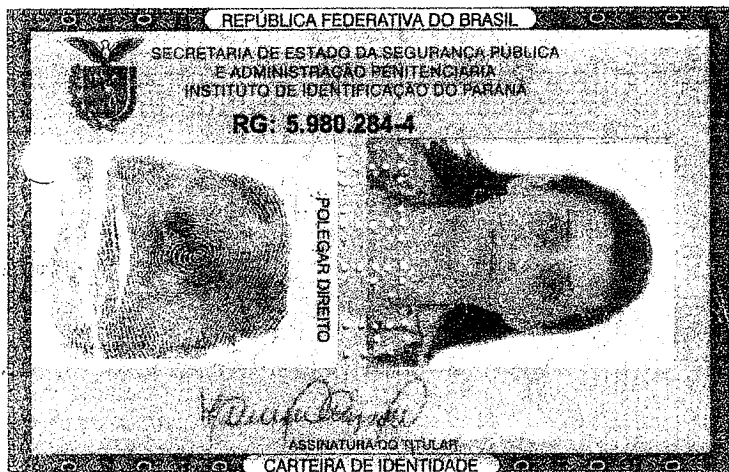 REPÚBLICA FEDERATIVA DO BRASIL
SECRETARIA DE ESTADO DA SEGURANÇA PÚBLICA
E ADMINISTRAÇÃO PENITENCIÁRIA
INSTITUTO DE IDENTIFICAÇÃO DO PARANÁ
RG: 5.980.284-4
POLEGAR DIREITO
ASSINATURA DO TITULAR
CARTEIRA DE IDENTIDADE